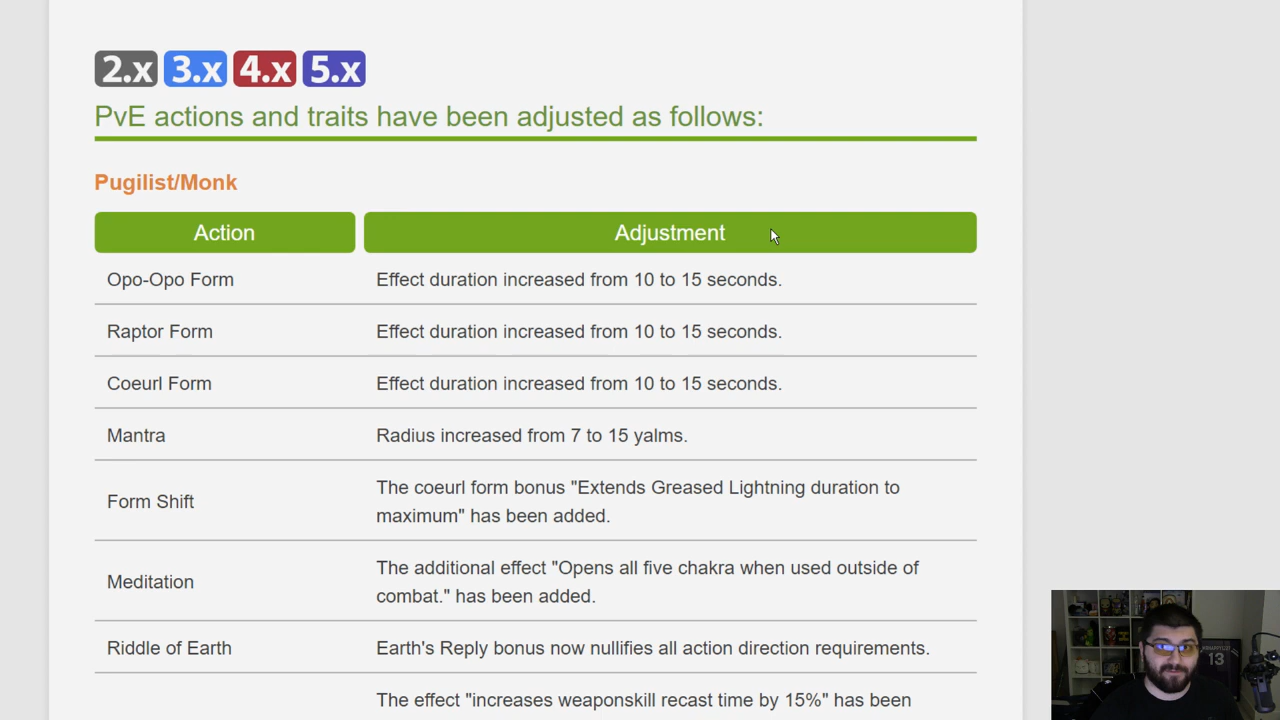 2.x 3.x 4.x 5.x
PvE actions and traits have been adjusted as follows:
Pugilist/Monk
Action Adjustment
Opo-Opo Form Effect duration increased from 10 to 15 seconds.
Raptor Form Effect duration increased from 10 to 15 seconds.
Coeurl Form Effect duration increased from 10 to 15 seconds.
Mantra Radius increased from 7 to 15 yalms.
Form Shift The coeurl form bonus "Extends Greased Lightning duration to
maximum" has been added.
Meditation The additional effect "Opens all five chakra when used outside of
combat." has been added.
Riddle of Earth Earth's Reply bonus now nullifies all action direction requirements.
The effect "increases weaponskill recast time by 15%" has been
13